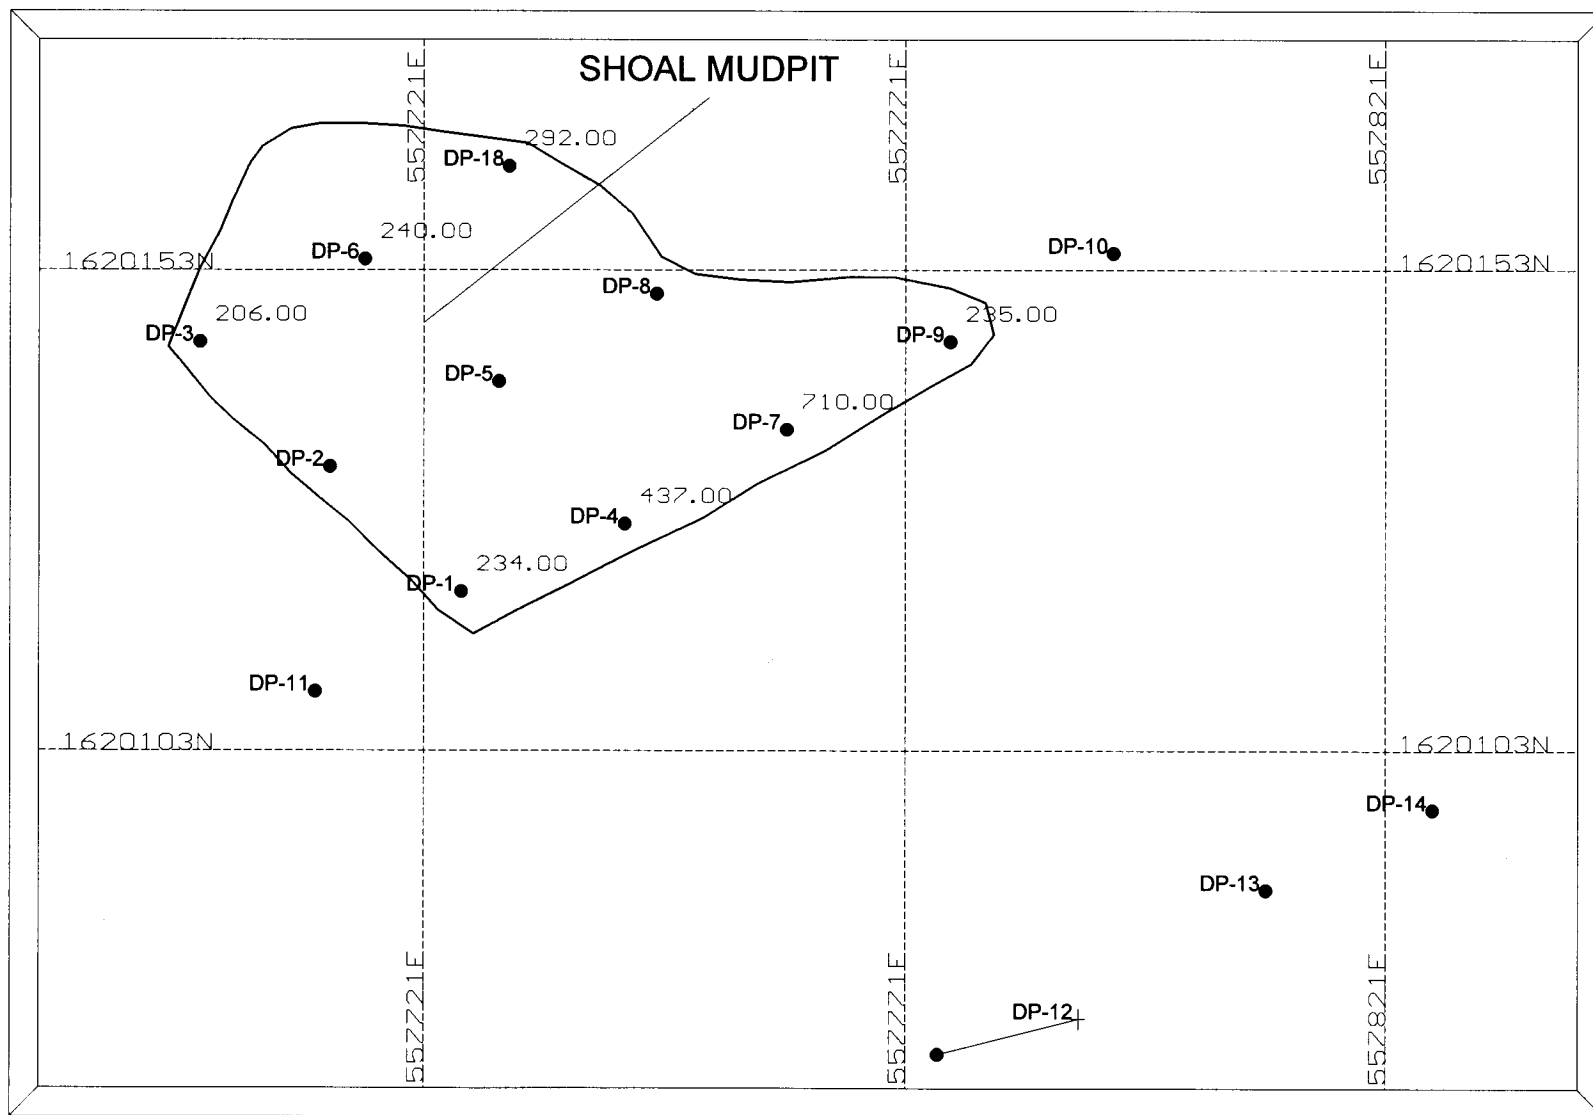 SHOAL MUDPIT
557721E
557771E
557821E
292.00
DP-18
240.00
DP-6
DP-10
1620153N
1620153N
DP-8
206.00
DP-3
235.00
DP-9
DP-5
710.00
DP-7
DP-2
437.00
DP-4
234.00
DP-1
DP-11
1620103N
1620103N
DP-14
DP-13
557721E
557771E
557821E
DP-12